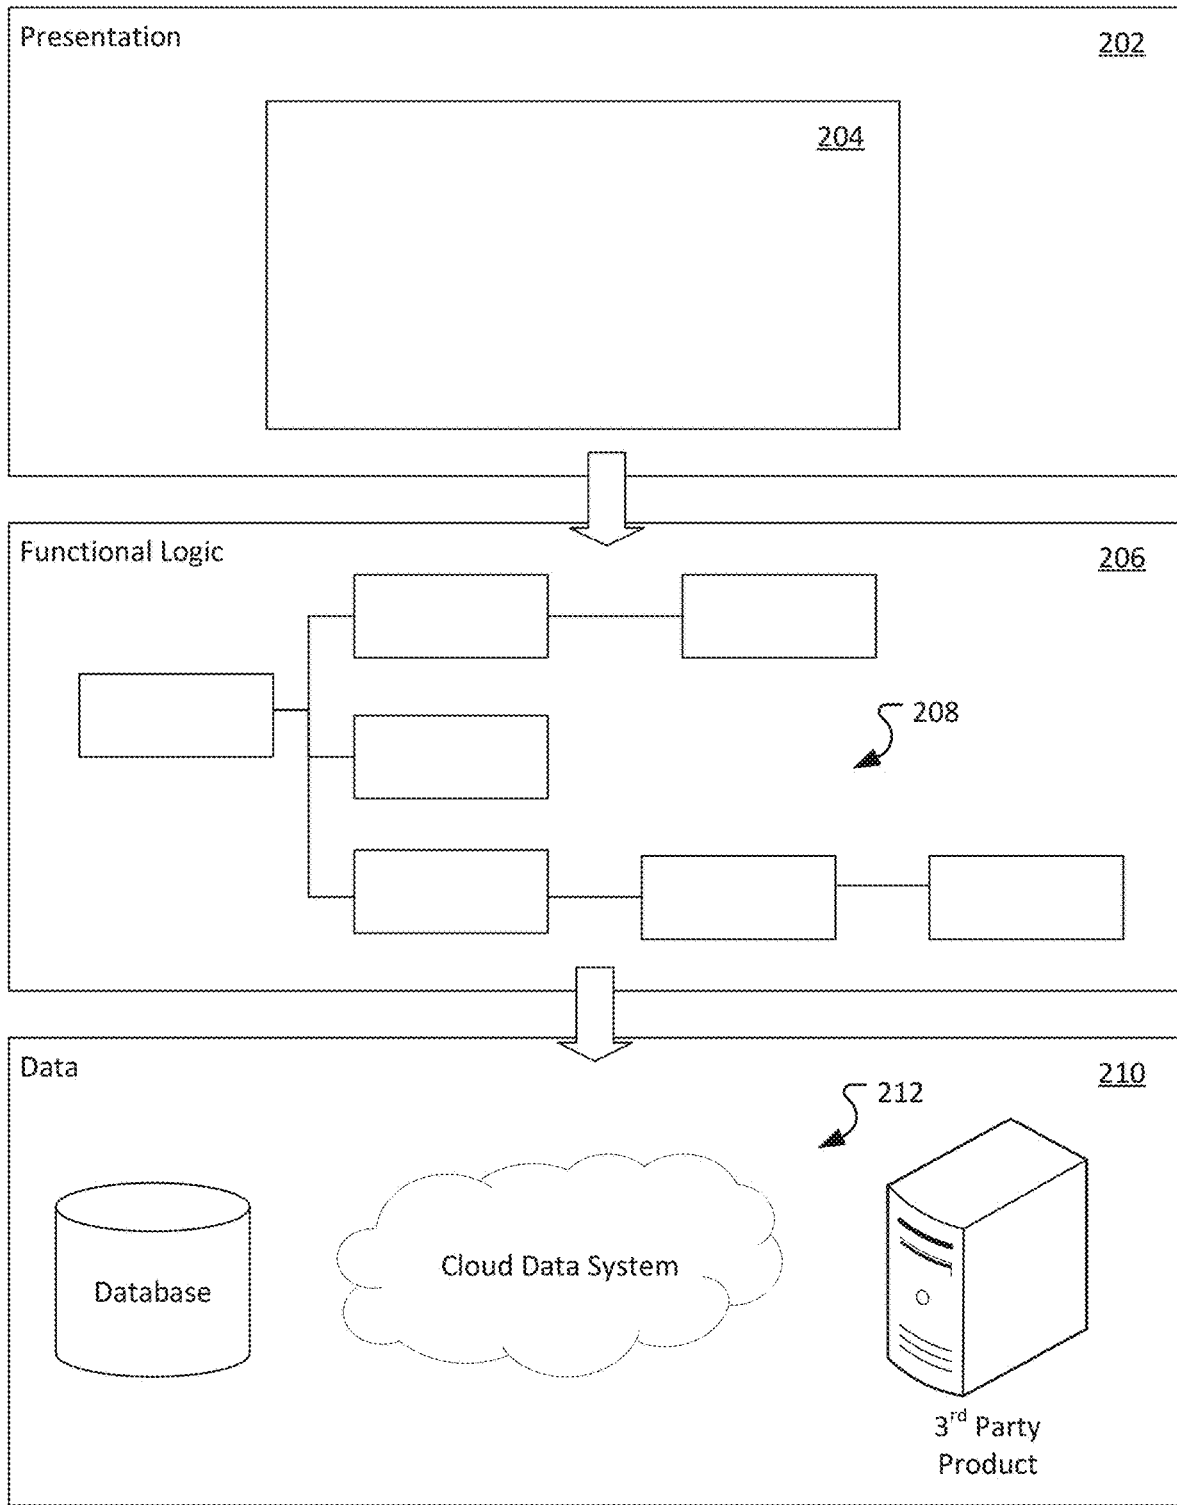 Presentation
202
204
Functional Logic
206
208
Data
210
212
Database
Cloud Data System
3rd Party
Product